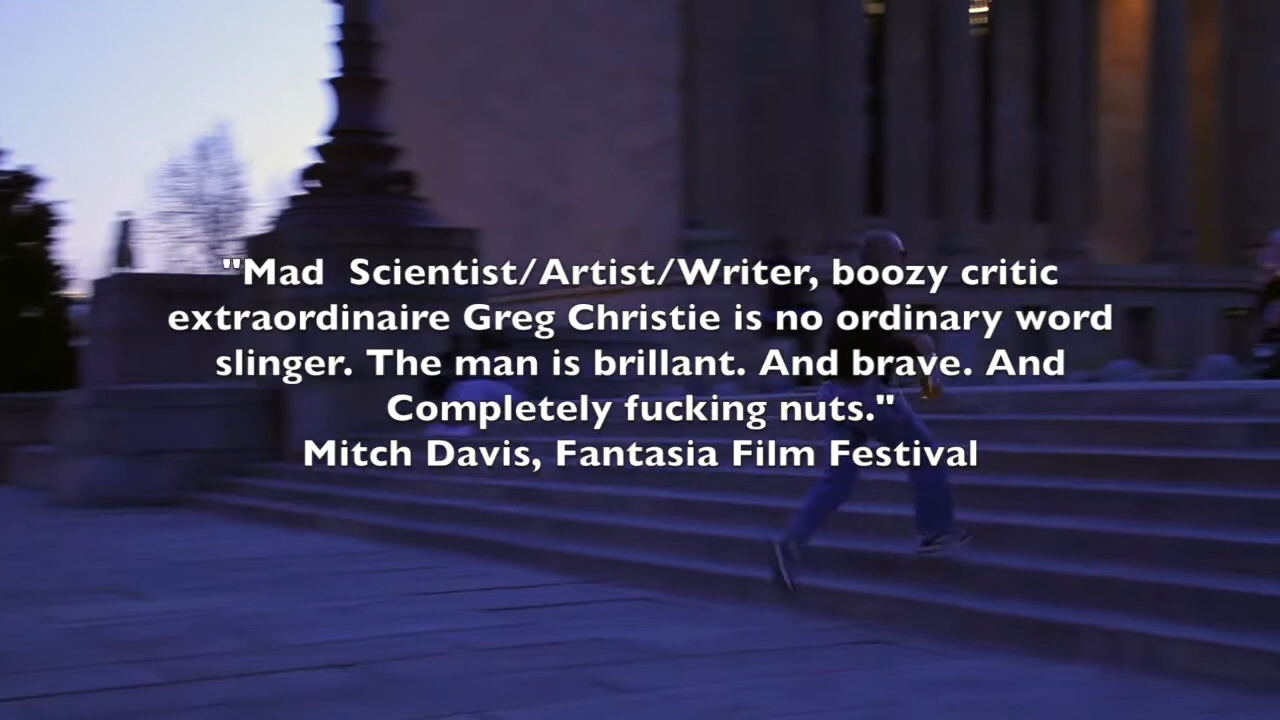 "Mad  Scientist/Artist/Writer, boozy critic
extraordinaire Greg Christie is no ordinary word
slinger. The man is brillant. And brave. And
Completely fucking nuts."
Mitch Davis, Fantasia Film Festival